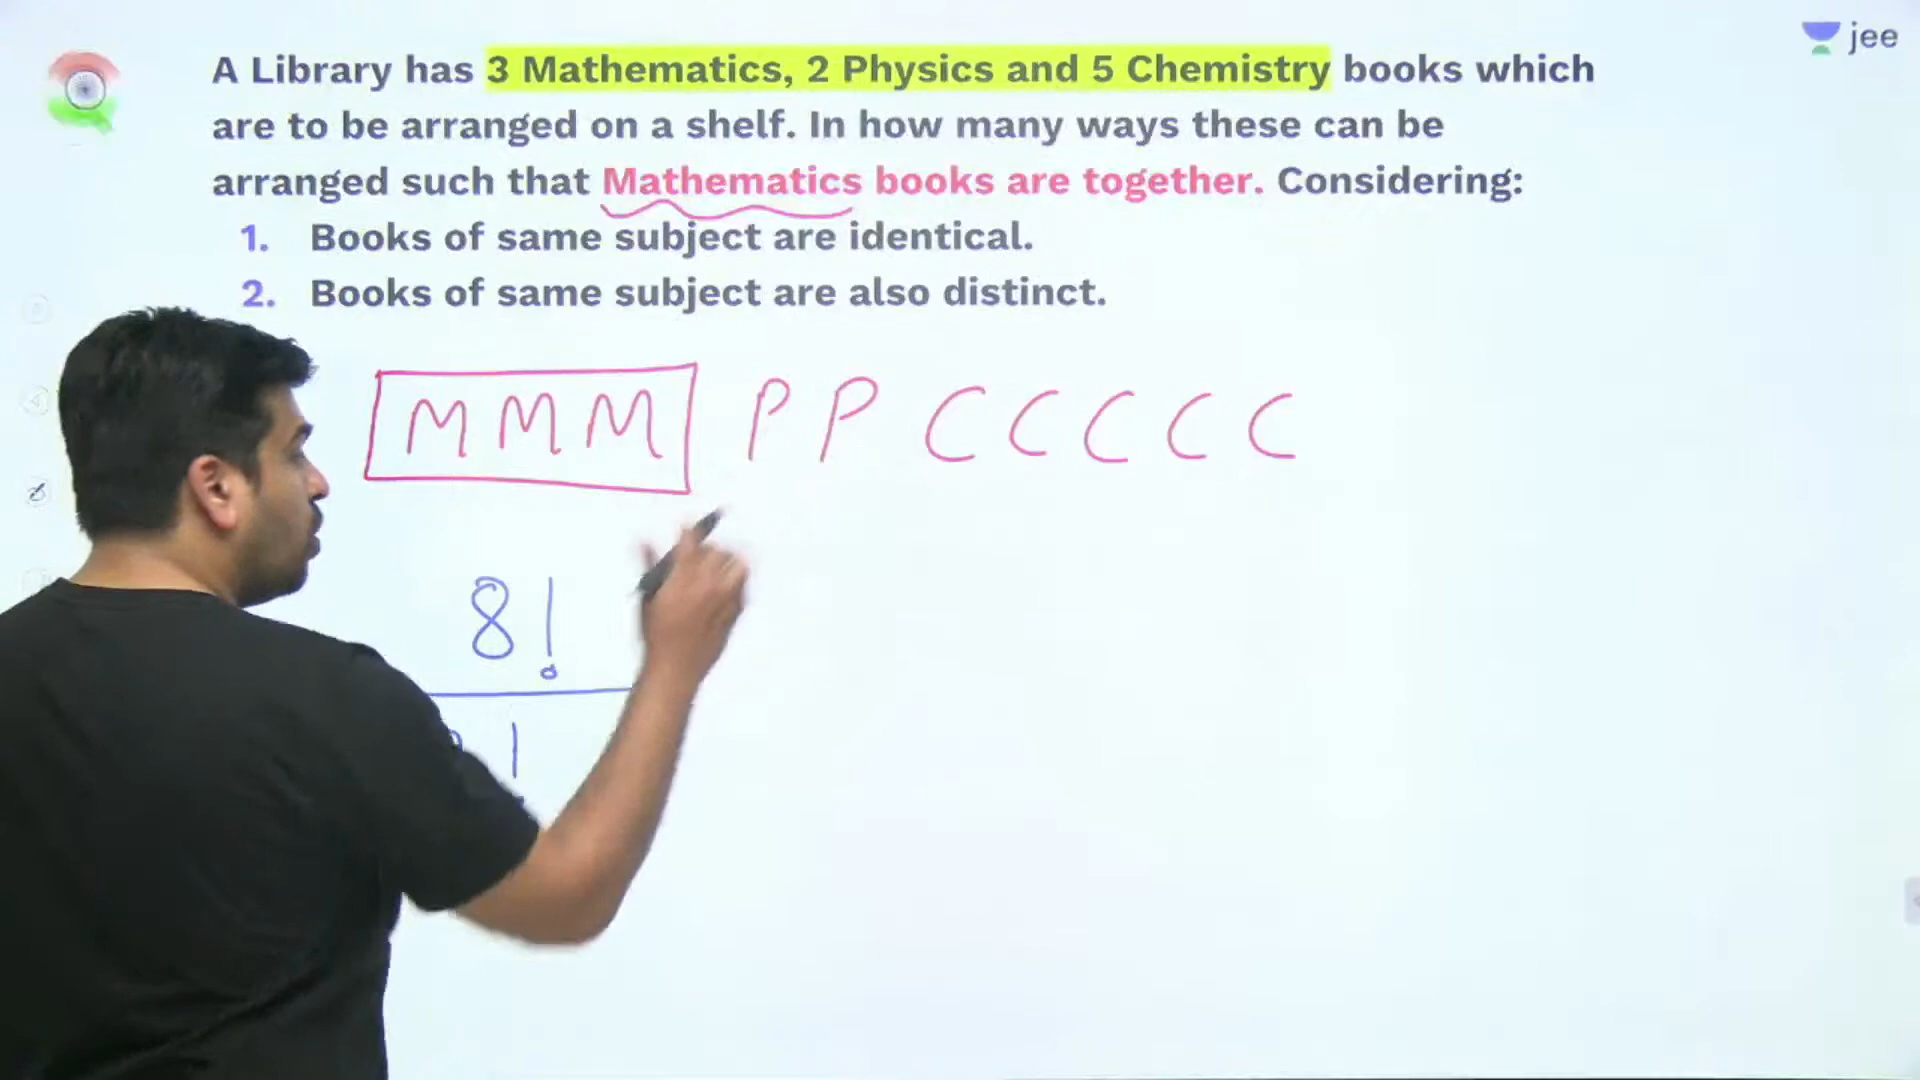 jee
A Library has 3 Mathematics, 2 Physics and 5 Chemistry books which
are to be arranged on a shelf. In how many ways these can be
arranged such that Mathematics books are together. Considering:
1. Books of same subject are identical.
2. Books of same subject are also distinct.
M M M P P C C C C C
8!